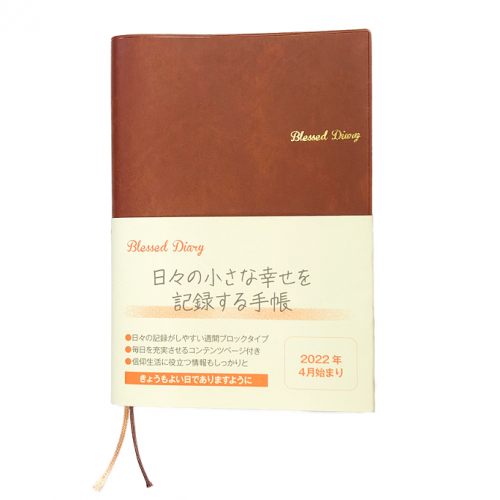 Blessed Diary
Blessed Diary
日々の小さな幸せを
記録する手帳
●日々の記録がしやすい週間ブロックタイプ
●毎日を充実させるコンテンツページ付き
●信仰生活に役立つ情報もしっかりと
きょうもよい日でありますように
2022年
4月始まり